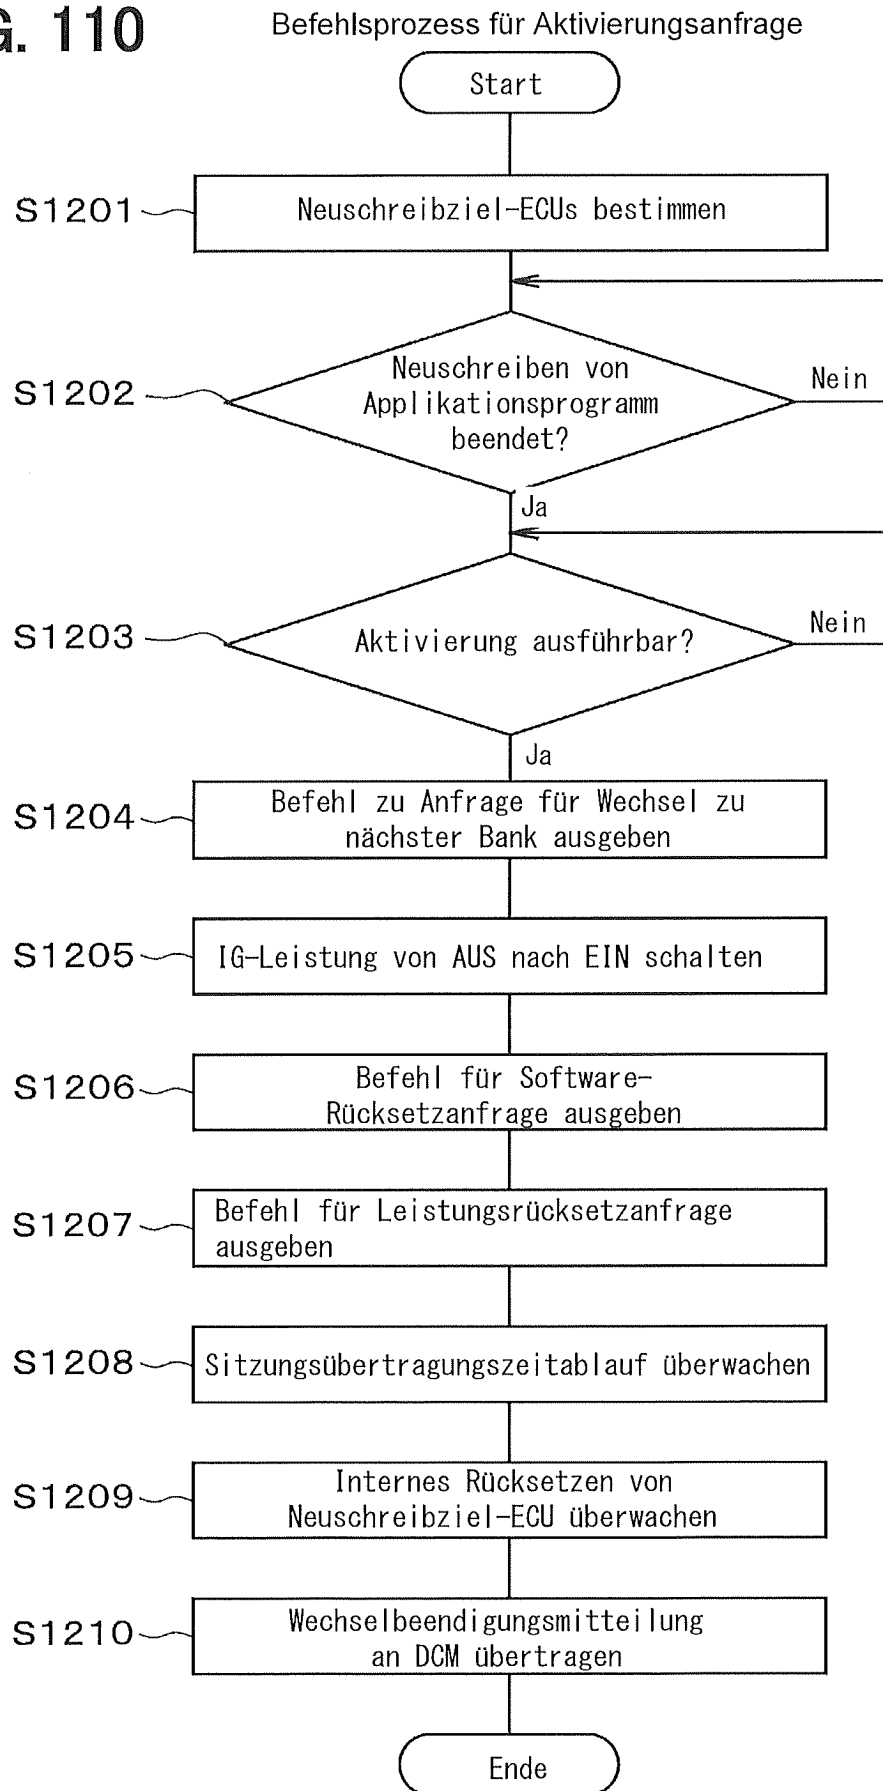 G. 110
Befehlsprozess für Aktivierungsanfrage
Start
S1201
Neuschreibziel-ECUs bestimmen
S1202
Neuschreiben von
Applikationsprogramm
beendet?
Nein
Ja
S1203
Aktivierung ausführbar?
Nein
Ja
S1204
Befehl zu Anfrage für Wechsel zu
nächster Bank ausgeben
S1205
IG-Leistung von AUS nach EIN schalten
S1206
Befehl für Software-
Rücksetzanfrage ausgeben
S1207
Befehl für Leistungsrücksetzanfrage
ausgeben
S1208
Sitzungsübertragungszeitablauf überwachen
S1209
Internes Rücksetzen von
Neuschreibziel-ECU überwachen
S1210
Wechselbeendigungsmitteilung
an DCM übertragen
Ende